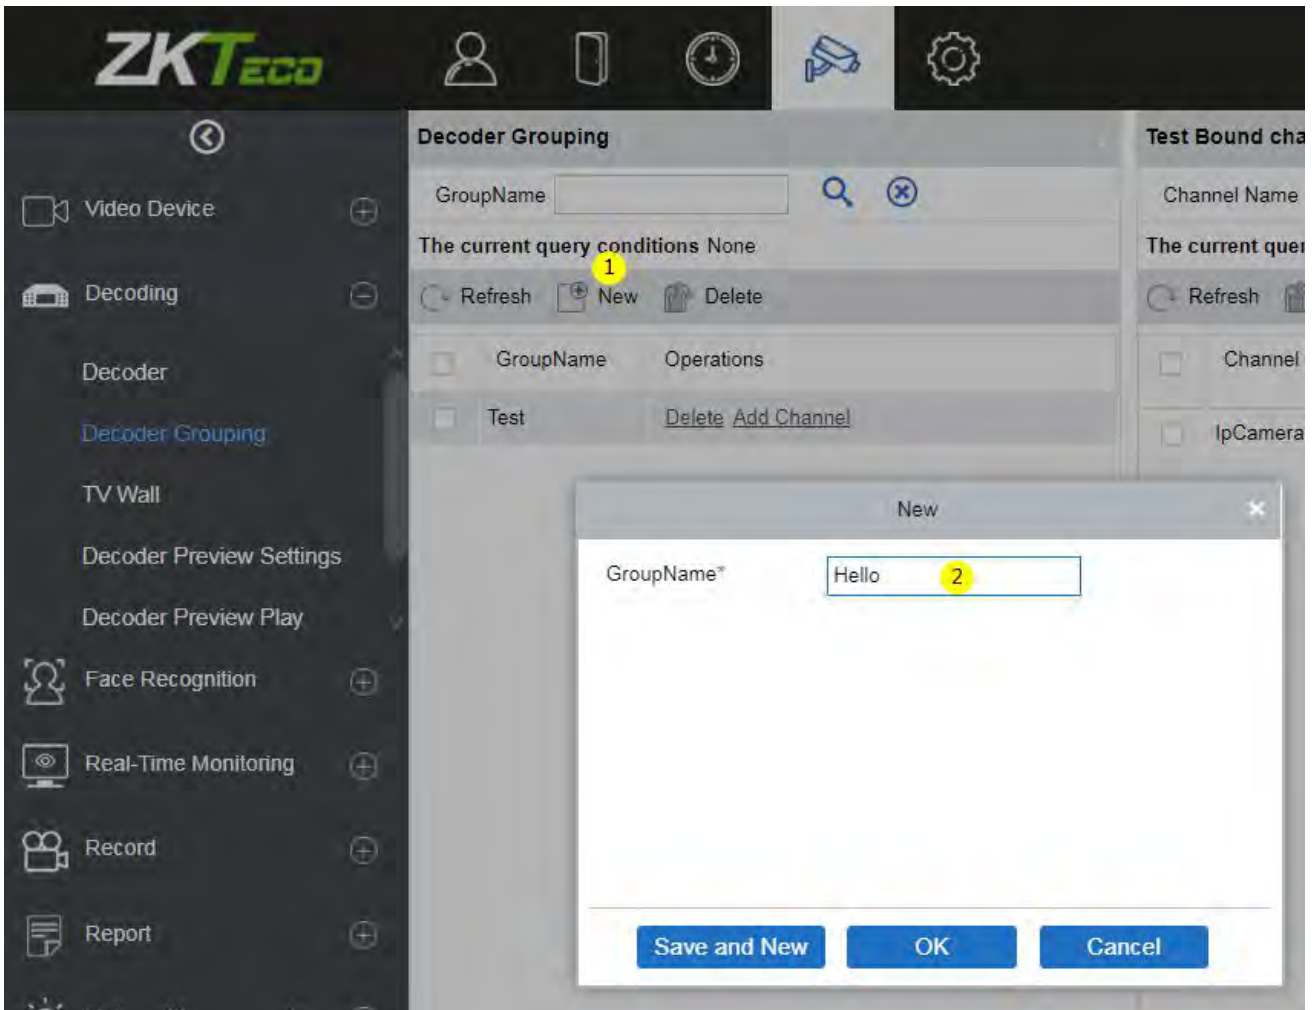 ZKTECO
Decoder Grouping
Test Bound cha
GroupName
Channel Name
The current query conditions None
The current quer
1
Refresh New Delete
Refresh
GroupName Operations
Channel
Test Delete Add Channel
IpCamera
Video Device
Decoding
Decoder
Decoder Grouping
TV Wall
Decoder Preview Settings
Decoder Preview Play
Face Recognition
Real-Time Monitoring
Record
Report
New
GroupName* Hello 2
Save and New OK Cancel